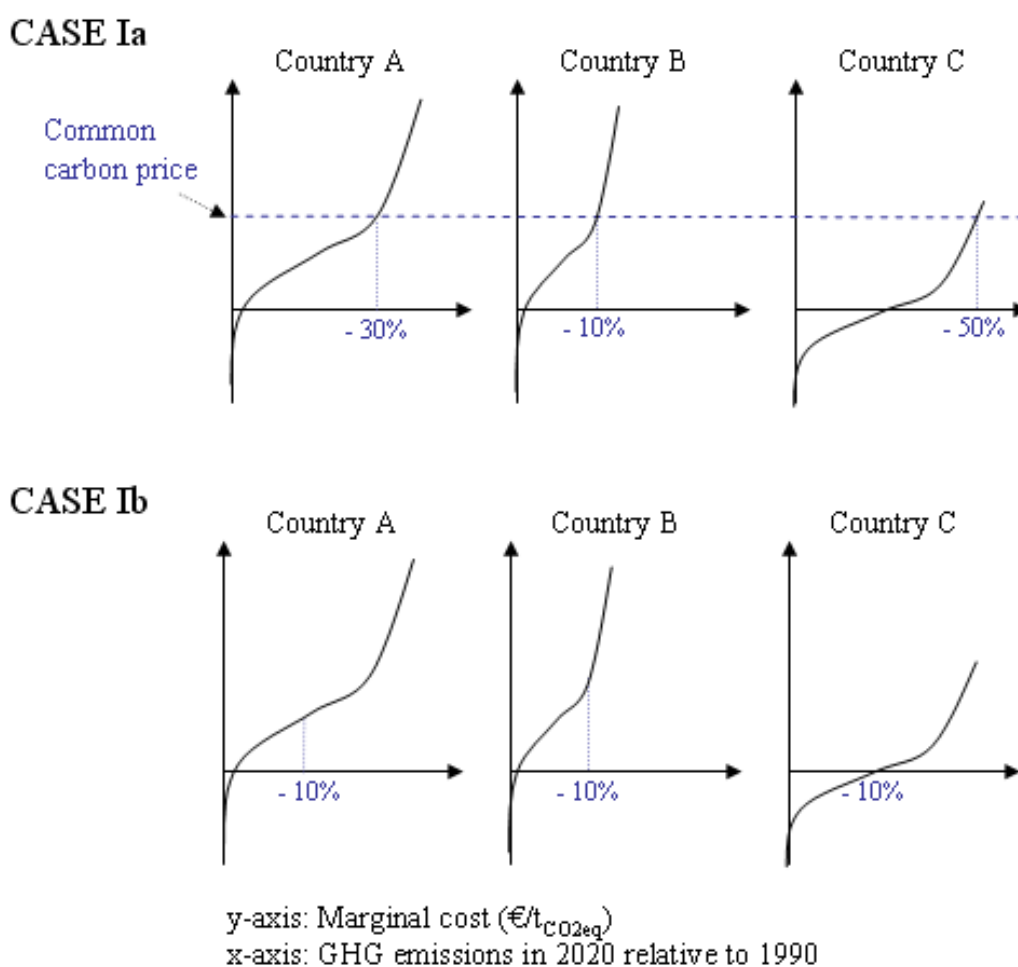 CASE Ia
Country A
Country B
Country C
Common
carbon price
- 30%
- 10%
- 50%
CASE Ib
Country A
Country B
Country C
- 10%
- 10%
- 10%
y-axis: Marginal cost (€/tCO2eq)
x-axis: GHG emissions in 2020 relative to 1990